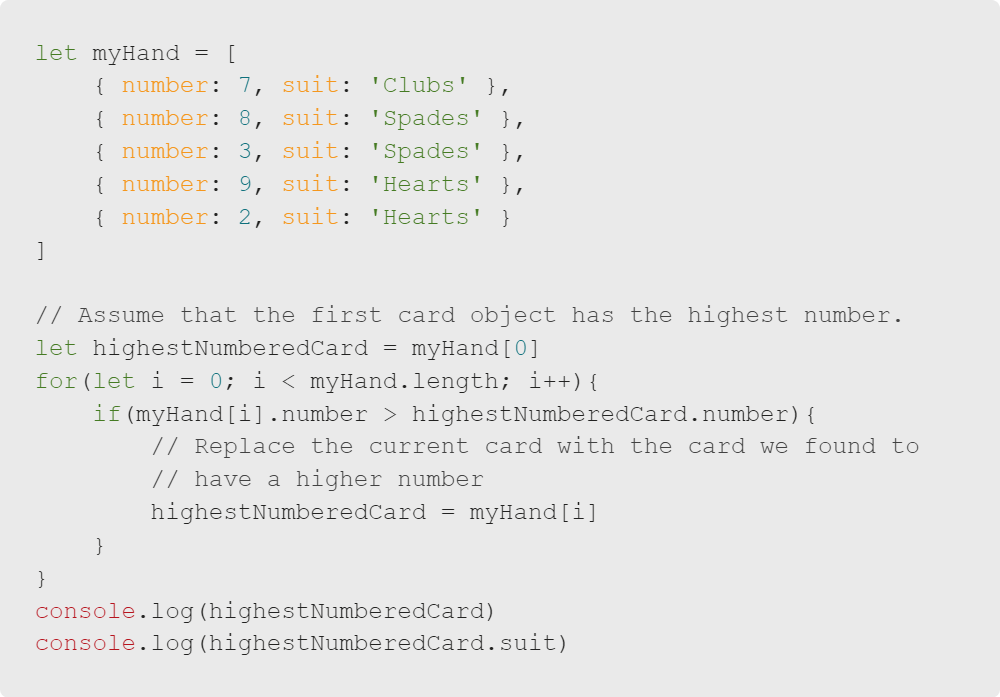 let myHand = [
    { number: 7, suit: 'Clubs' },
    { number: 8, suit: 'Spades' },
    { number: 3, suit: 'Spades' },
    { number: 9, suit: 'Hearts' },
    { number: 2, suit: 'Hearts' }
]

// Assume that the first card object has the highest number.
let highestNumberedCard = myHand[0]
for(let i = 0; i < myHand.length; i++){
    if(myHand[i].number > highestNumberedCard.number){
        // Replace the current card with the card we found to
        // have a higher number
        highestNumberedCard = myHand[i]
    }
}
console.log(highestNumberedCard)
console.log(highestNumberedCard.suit)